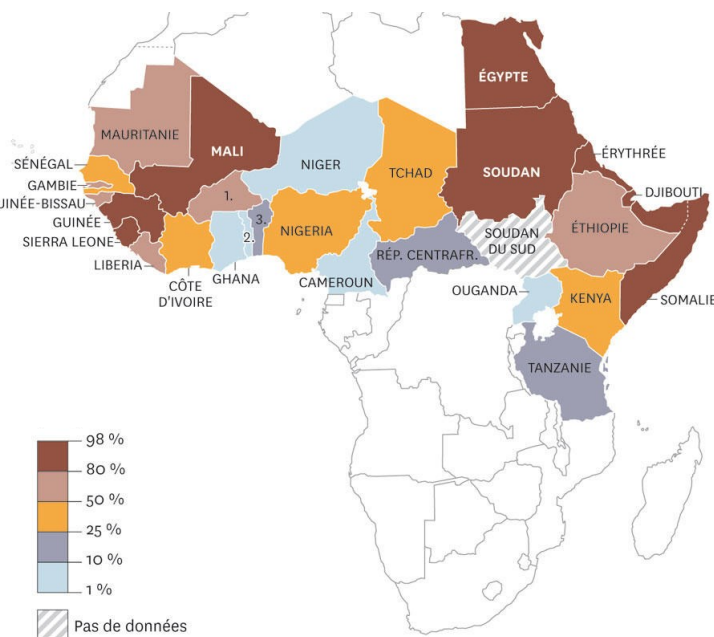 ÉGYPTE
MAURITANIE
MALI
NIGER
TCHAD
SOUDAN
ÉRYTHRÉE
SÉNÉGAL
GAMBIE
UINÉE-BISSAU
GUINÉE
SIERRA LEONE
LIBERIA
CÔTE
D'IVOIRE
GHANA
1.
2.
3.
NIGERIA
CAMEROUN
RÉP. CENTRAFR.
SOUDAN
DU SUD
DJIBOUTI
ÉTHIOPIE
OUGANDA
KENYA
SOMALIE
TANZANIE
98 %
80 %
50 %
25 %
10 %
1 %
Pas de données